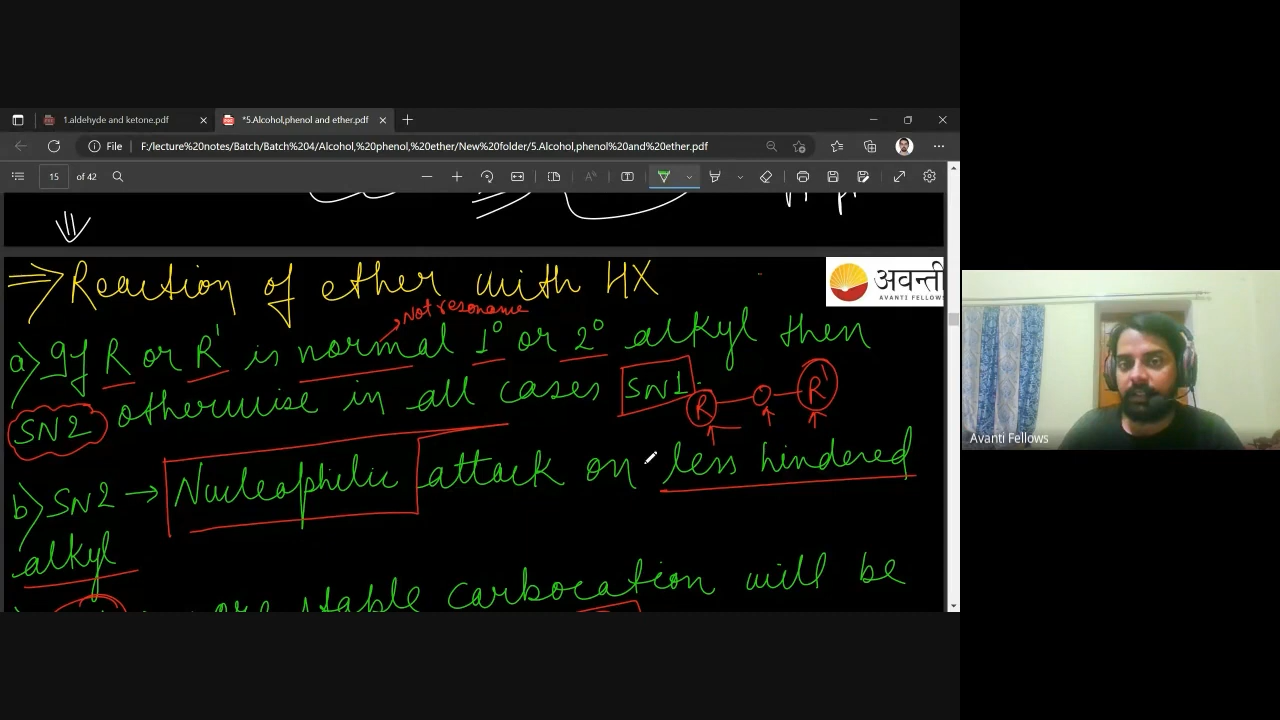 1.aldehyde and ketone.pdf
*5.Alcohol,phenol and ether.pdf
File
F:/lecture%20notes/Batch/Batch%204/Alcohol,%20phenol,%20ether/New%20folder/5.Alcohol,phenol%20and%20ether.pdf
15 of 42
⇒ Reaction of ether with HX
अवन्ती
AVANTI FELLOWS
Not resonance
a) If R or R' is normal 1° or 2° alkyl then
SN2 otherwise in all cases SN1.
R-O-R'
b) SN2 → Nucleophilic attack on less hindered
alkyl
stable carbocation will be
Avanti Fellows